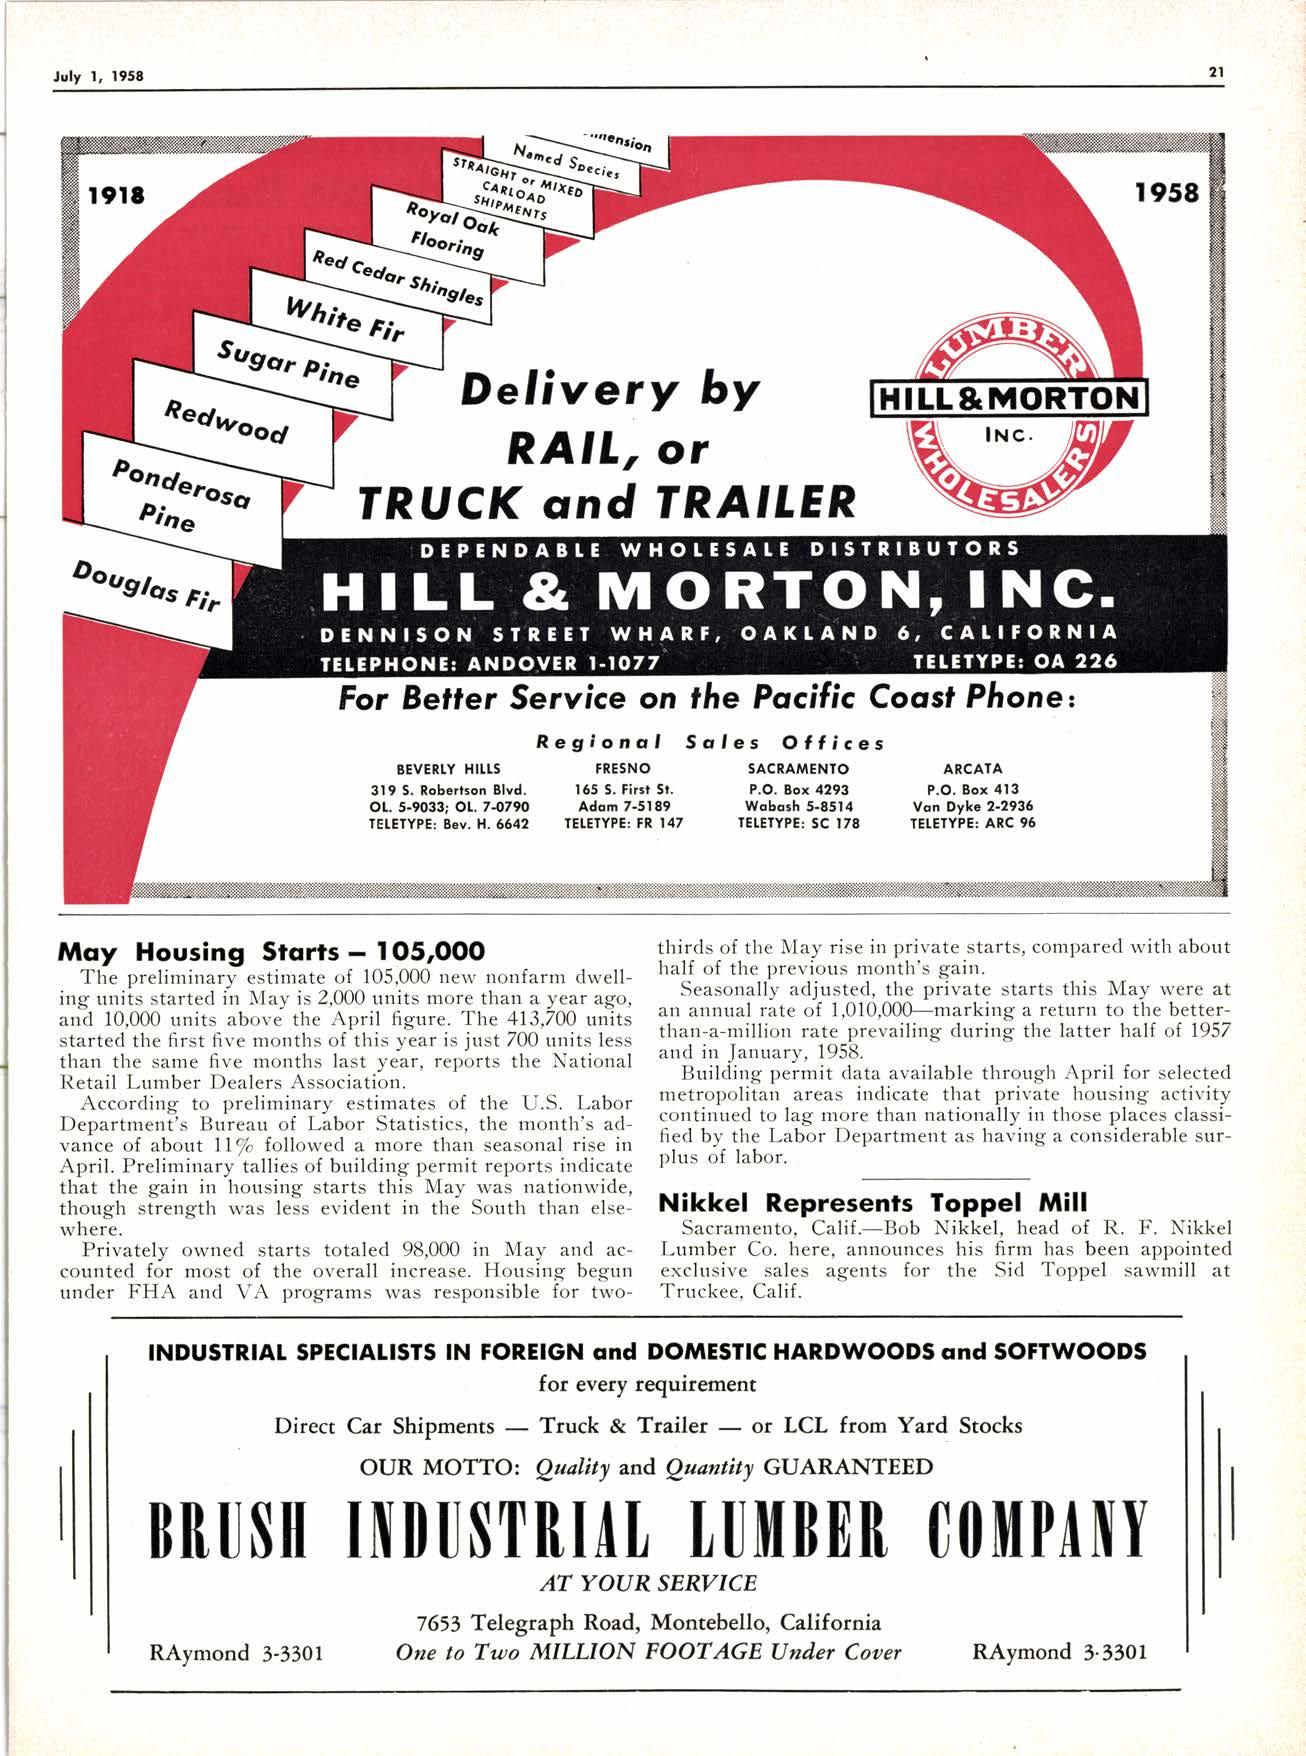 July 1, 1958
21
1918
1958
Named Species
STRAIGHT or MIXED
CARLOAD
SHIPMENTS
Royal Oak
Flooring
Red Cedar Shingles
White Fir
Sugar Pine
Redwood
Ponderosa
Pine
Douglas Fir
Delivery by
RAIL, or
TRUCK and TRAILER
LUMBER
HILL & MORTON
INC.
WHOLESALERS
DEPENDABLE WHOLESALE DISTRIBUTORS
HILL & MORTON, INC.
DENNISON STREET WHARF, OAKLAND 6, CALIFORNIA
TELEPHONE: ANDOVER 1-1077 TELETYPE: OA 226
For Better Service on the Pacific Coast Phone:
Regional Sales Offices
BEVERLY HILLS
319 S. Robertson Blvd.
OL. 5-9033; OL. 7-0790
TELETYPE: Bev. H. 6642
FRESNO
165 S. First St.
Adam 7-5189
TELETYPE: FR 147
SACRAMENTO
P.O. Box 4293
Wabash 5-8514
TELETYPE: SC 178
ARCATA
P.O. Box 413
Van Dyke 2-2936
TELETYPE: ARC 96
May Housing Starts – 105,000
The preliminary estimate of 105,000 new nonfarm dwell-
ing units started in May is 2,000 units more than a year ago,
and 10,000 units above the April figure. The 413,700 units
started the first five months of this year is just 700 units less
than the same five months last year, reports the National
Retail Lumber Dealers Association.
According to preliminary estimates of the U.S. Labor
Department's Bureau of Labor Statistics, the month's ad-
vance of about 11% followed a more than seasonal rise in
April. Preliminary tallies of building permit reports indicate
that the gain in housing starts this May was nationwide,
though strength was less evident in the South than else-
where.
Privately owned starts totaled 98,000 in May and ac-
counted for most of the overall increase. Housing begun
under FHA and VA programs was responsible for two-
thirds of the May rise in private starts, compared with about
half of the previous month's gain.
Seasonally adjusted, the private starts this May were at
an annual rate of 1,010,000—marking a return to the better-
than-a-million rate prevailing during the latter half of 1957
and in January, 1958.
Building permit data available through April for selected
metropolitan areas indicate that private housing activity
continued to lag more than nationally in those places classi-
fied by the Labor Department as having a considerable sur-
plus of labor.
Nikkel Represents Toppel Mill
Sacramento, Calif.—Bob Nikkel, head of R. F. Nikkel
Lumber Co. here, announces his firm has been appointed
exclusive sales agents for the Sid Toppel sawmill at
Truckee, Calif.
INDUSTRIAL SPECIALISTS IN FOREIGN and DOMESTIC HARDWOODS and SOFTWOODS
for every requirement
Direct Car Shipments — Truck & Trailer — or LCL from Yard Stocks
OUR MOTTO: Quality and Quantity GUARANTEED
BRUSH INDUSTRIAL LUMBER COMPANY
AT YOUR SERVICE
7653 Telegraph Road, Montebello, California
RAymond 3-3301 One to Two MILLION FOOTAGE Under Cover RAymond 3-3301